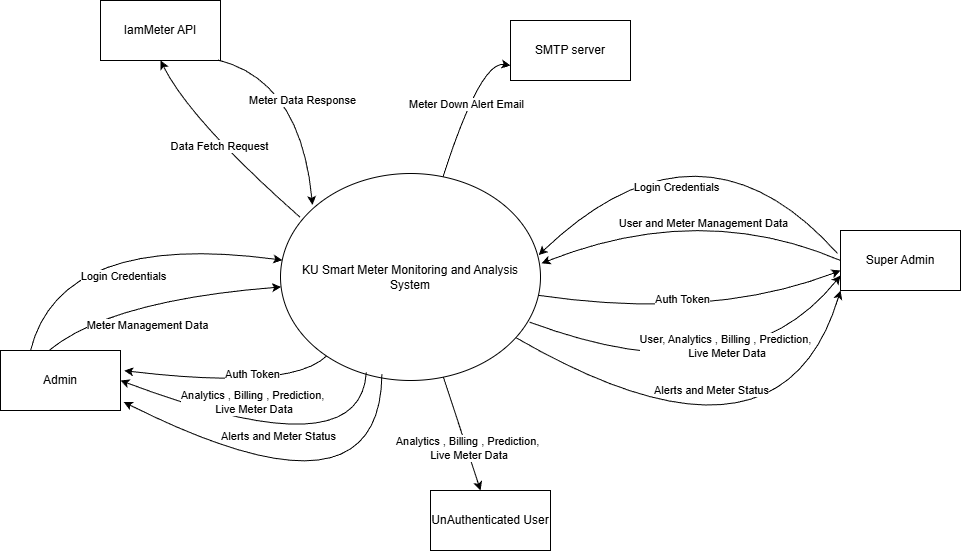 IamMeter API
SMTP server
Meter Data Response
Meter Down Alert Email
Data Fetch Request
Login Credentials
User and Meter Management Data
Super Admin
KU Smart Meter Monitoring and Analysis
System
Login Credentials
Auth Token
Meter Management Data
User, Analytics , Billing , Prediction,
Live Meter Data
Admin
Auth Token
Alerts and Meter Status
Analytics , Billing , Prediction,
Live Meter Data
Alerts and Meter Status
Analytics , Billing , Prediction,
Live Meter Data
UnAuthenticated User